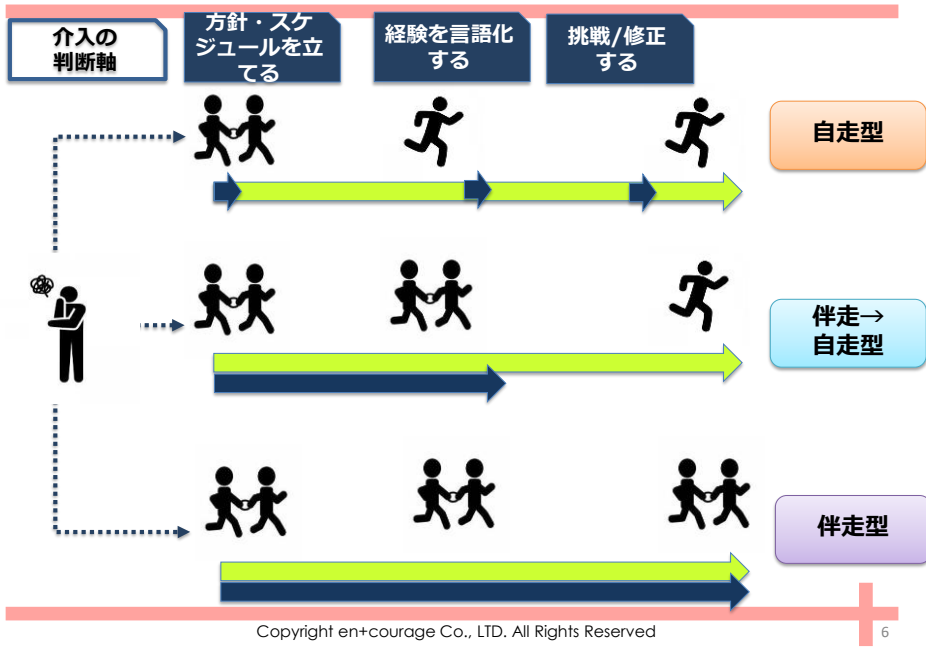 介入の
判断軸
方針・スケ
ジュールを立
てる
経験を言語化
する
挑戦/修正
する
自走型
伴走→
自走型
伴走型
Copyright en+courage Co., LTD. All Rights Reserved
6